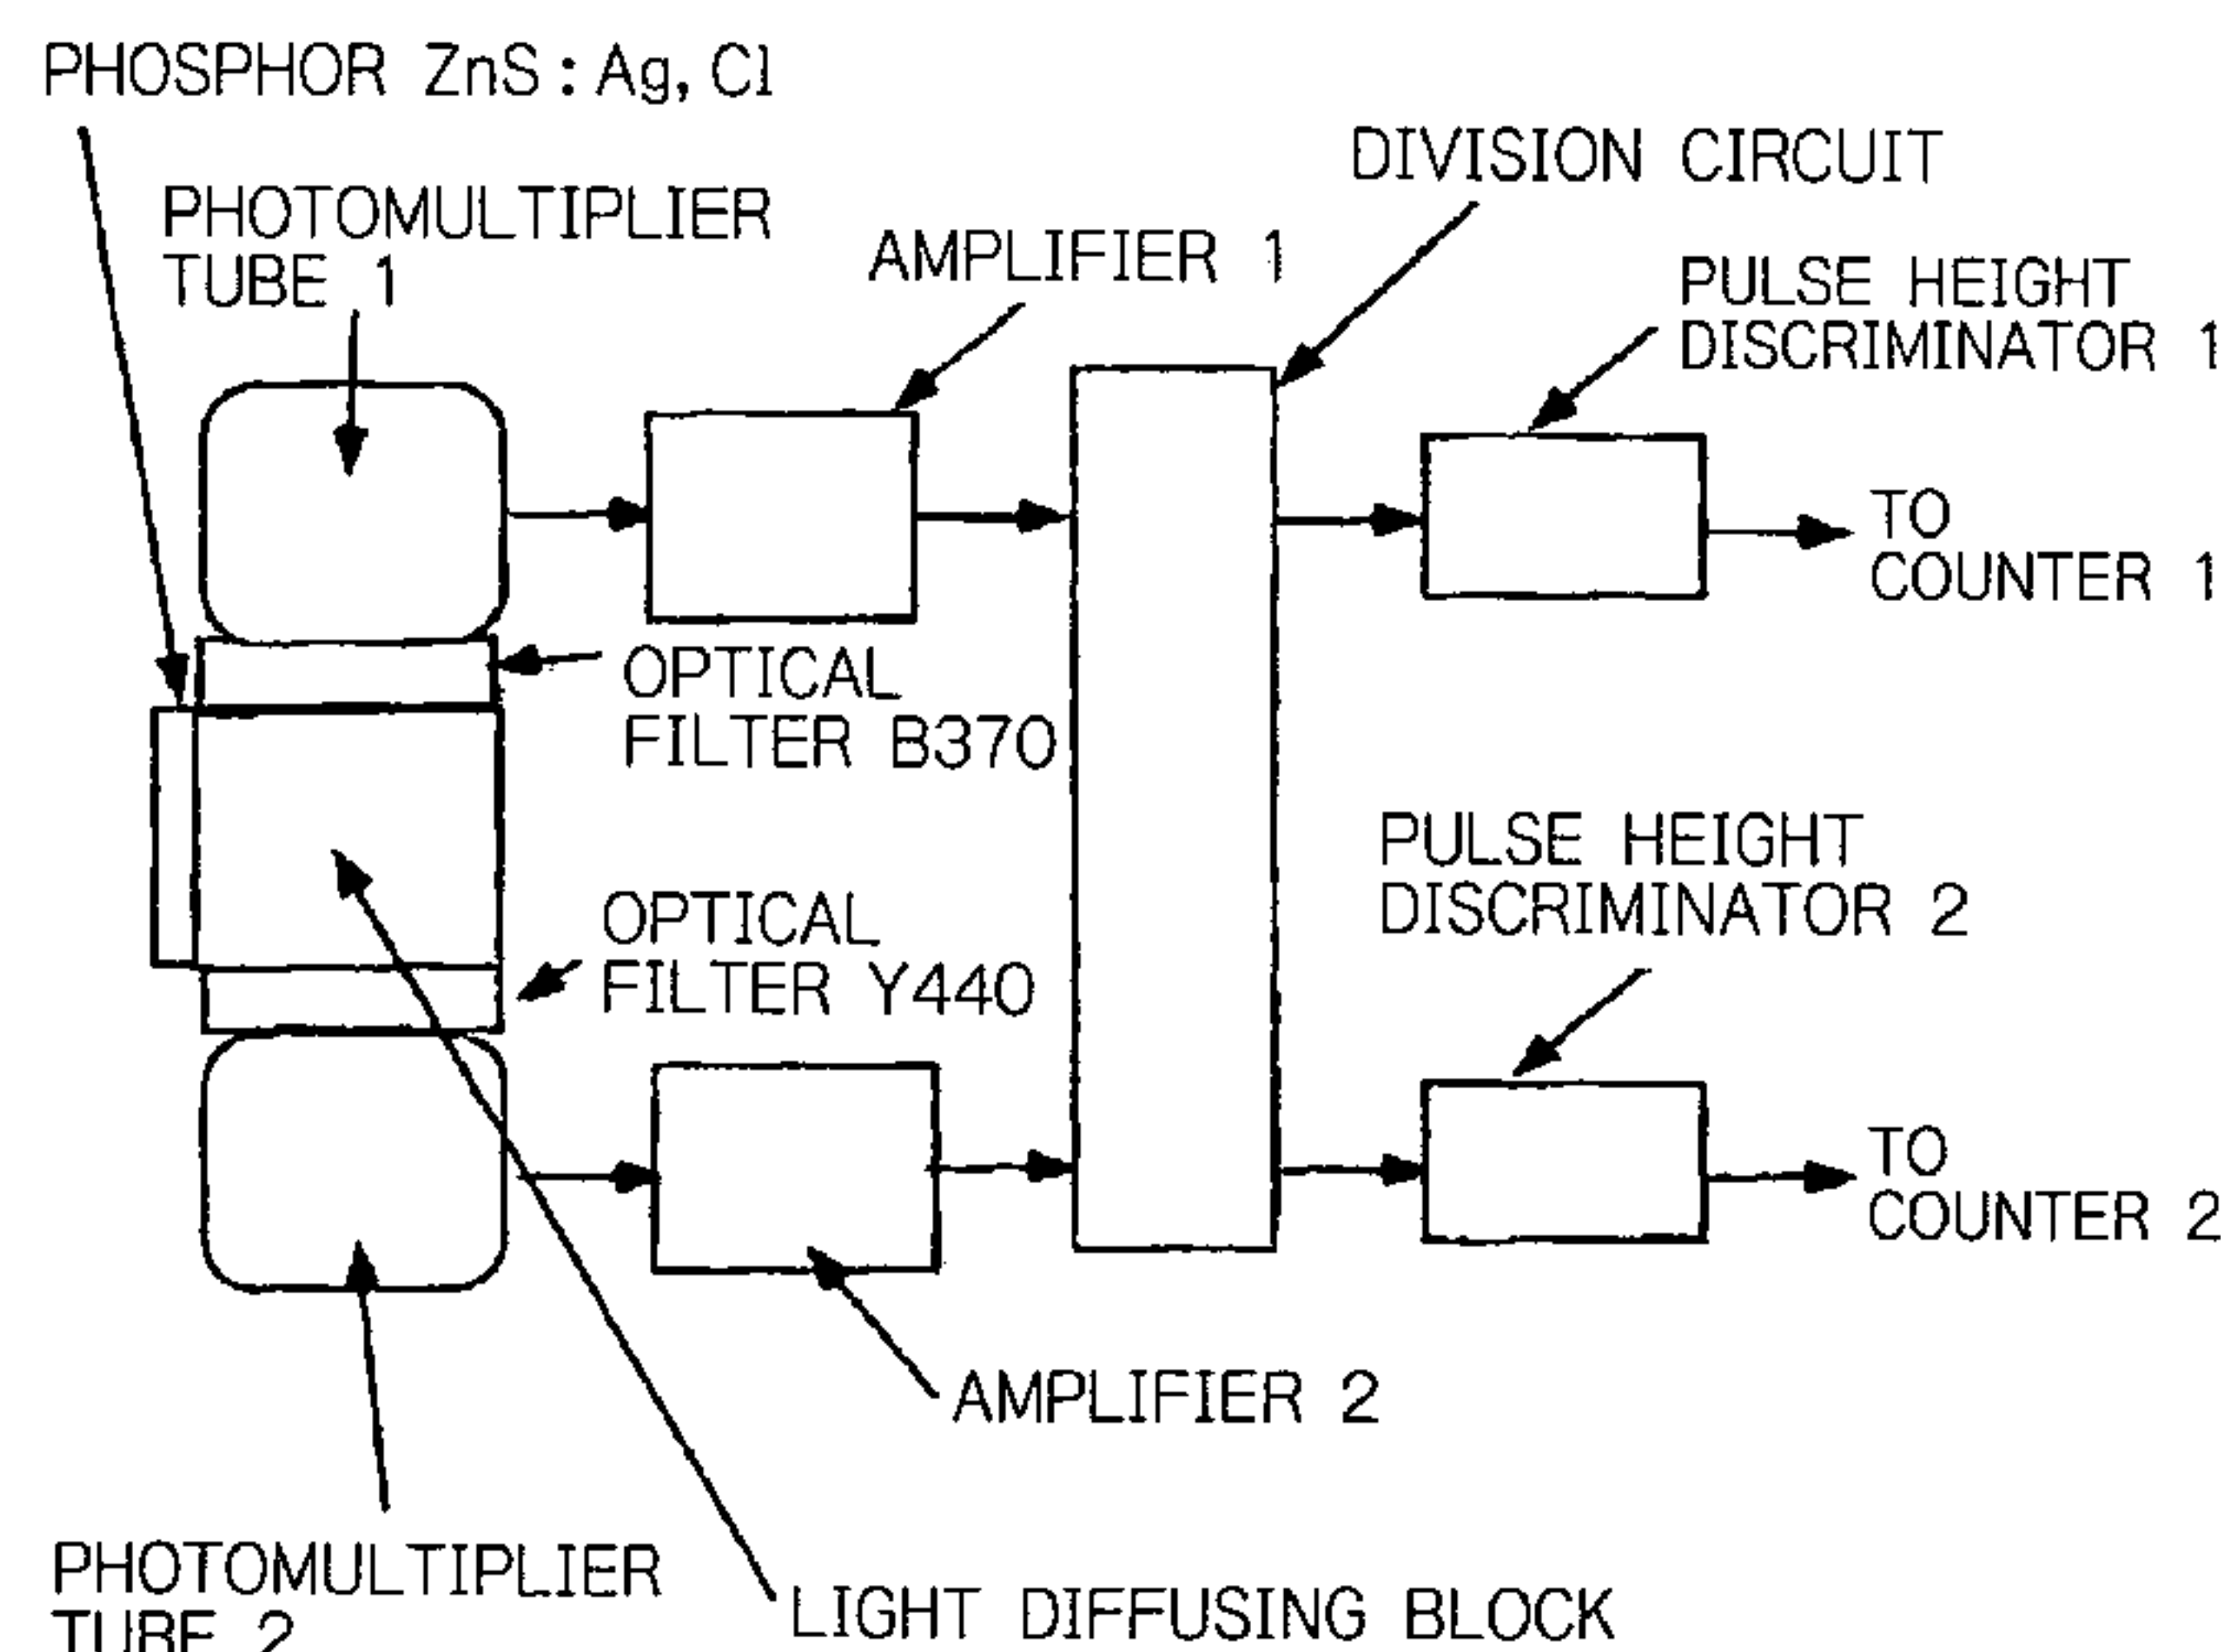 PHOSPHOR ZnS: Ag, Cl
DIVISION CIRCUIT
PHOTOMULTIPLIER
TUBE 1
AMPLIFIER 1
PULSE HEIGHT
DISCRIMINATOR 1
TO
COUNTER 1
OPTICAL
FILTER B370
PULSE HEIGHT
DISCRIMINATOR 2
OPTICAL
FILTER Y440
TO
COUNTER 2
AMPLIFIER 2
PHOTOMULTIPLIER
TUBE 2
LIGHT DIFFUSING BLOCK